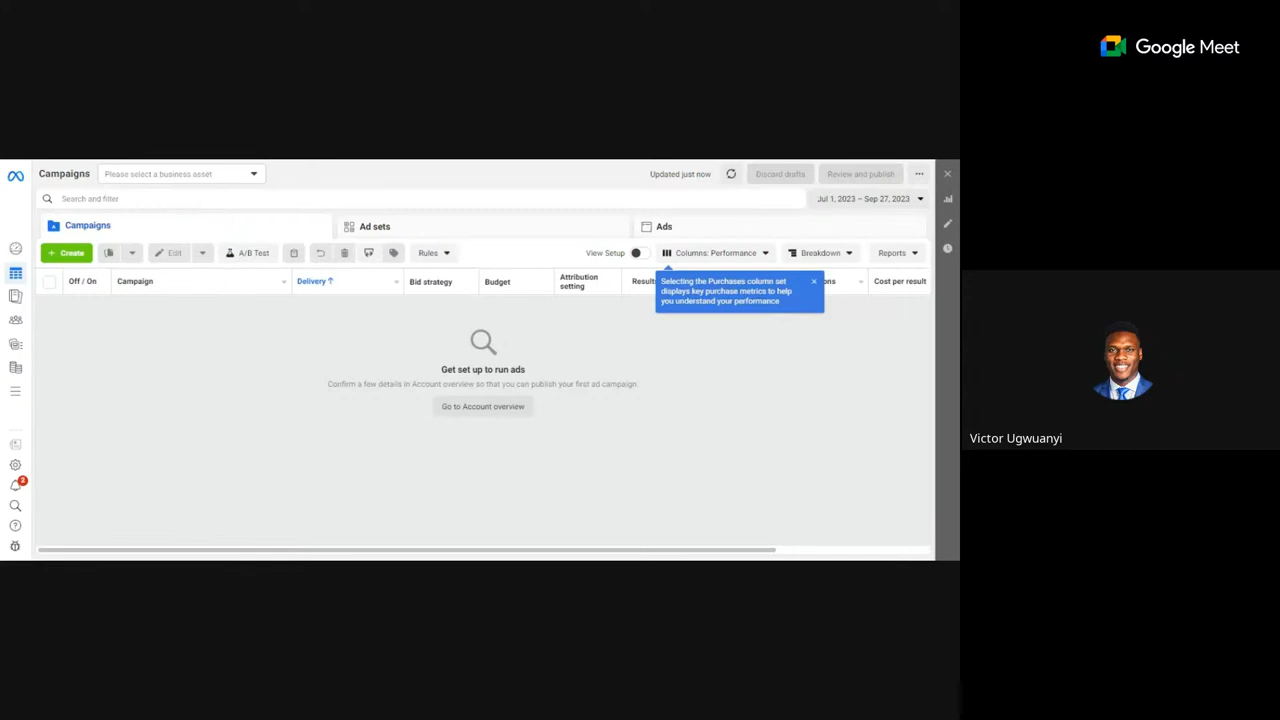 Google Meet
Campaigns
Please select a business asset
Updated just now
Discard drafts
Review and publish
Search and filter
Jul 1, 2023 – Sep 27, 2023
Campaigns
Ad sets
Ads
+ Create
Edit
A/B Test
Rules
View Setup
Columns: Performance
Breakdown
Reports
Off / On
Campaign
Delivery ↑
Bid strategy
Budget
Attribution
setting
Cost per result
Selecting the Purchases column set
displays key purchase metrics to help
you understand your performance
Get set up to run ads
Confirm a few details in Account overview so that you can publish your first ad campaign.
Go to Account overview
2
Victor Ugwuanyi